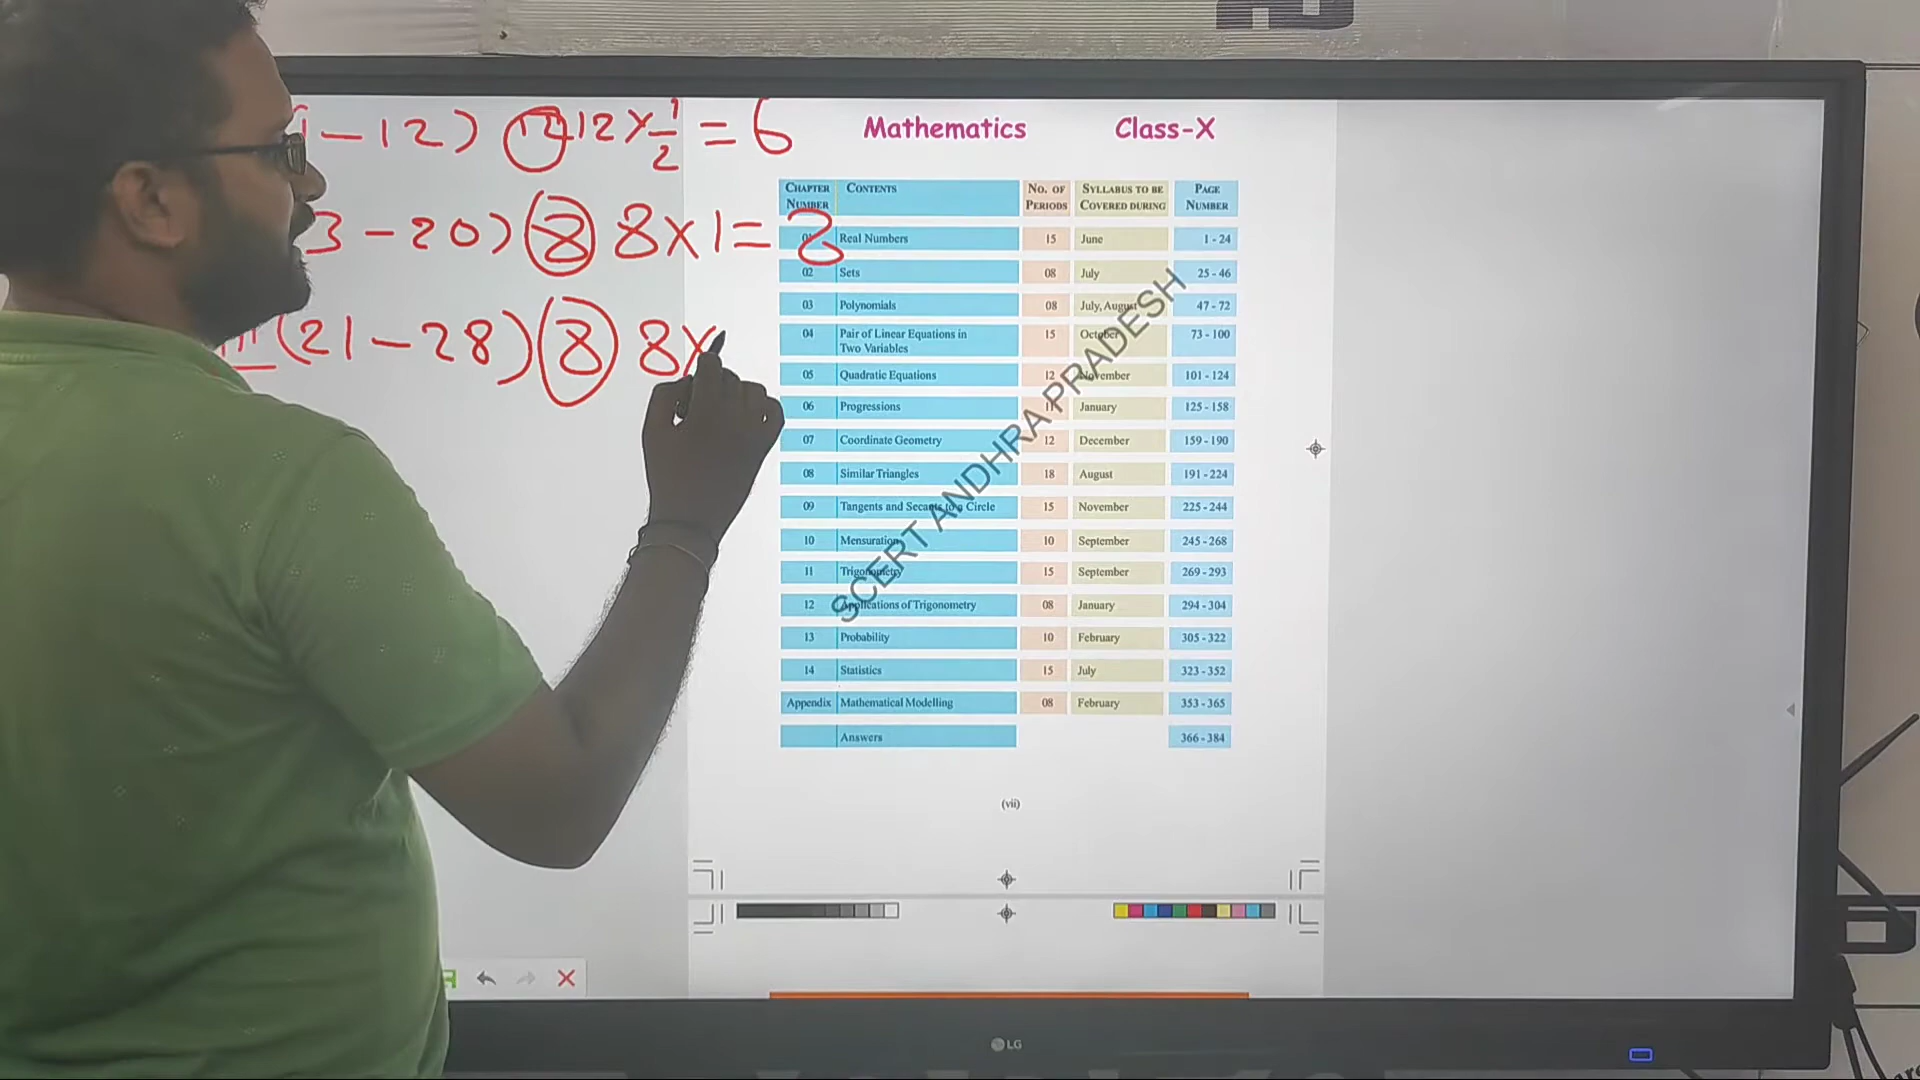 1 – 12) 12 12 × 1/2 = 6
3 – 20) 8 8 × 1 = 8
III (21 – 28) 8 8 ×
Mathematics Class-X
CHAPTER NUMBER CONTENTS No. OF PERIODS SYLLABUS TO BE COVERED DURING PAGE NUMBER
01 Real Numbers 15 June 1 - 24
02 Sets 08 July 25 - 46
03 Polynomials 08 July, August 47 - 72
04 Pair of Linear Equations in Two Variables 15 October 73 - 100
05 Quadratic Equations 12 November 101 - 124
06 Progressions 11 January 125 - 158
07 Coordinate Geometry 12 December 159 - 190
08 Similar Triangles 18 August 191 - 224
09 Tangents and Secants to a Circle 15 November 225 - 244
10 Mensuration 10 September 245 - 268
11 Trigonometry 15 September 269 - 293
12 Applications of Trigonometry 08 January 294 - 304
13 Probability 10 February 305 - 322
14 Statistics 15 July 323 - 352
Appendix Mathematical Modelling 08 February 353 - 365
Answers 366 - 384
SCERT ANDHRA PRADESH
(vii)
LG